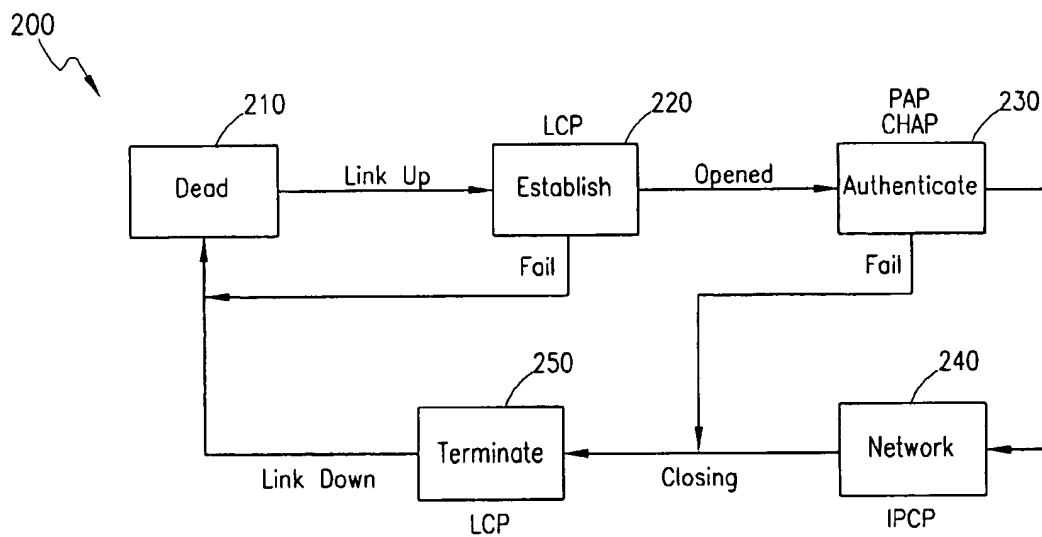 200
210
LCP
220
PAP
CHAP
230
Dead
Link Up
Establish
Opened
Authenticate
Fail
Fail
250
240
Terminate
Network
Link Down
Closing
LCP
IPCP